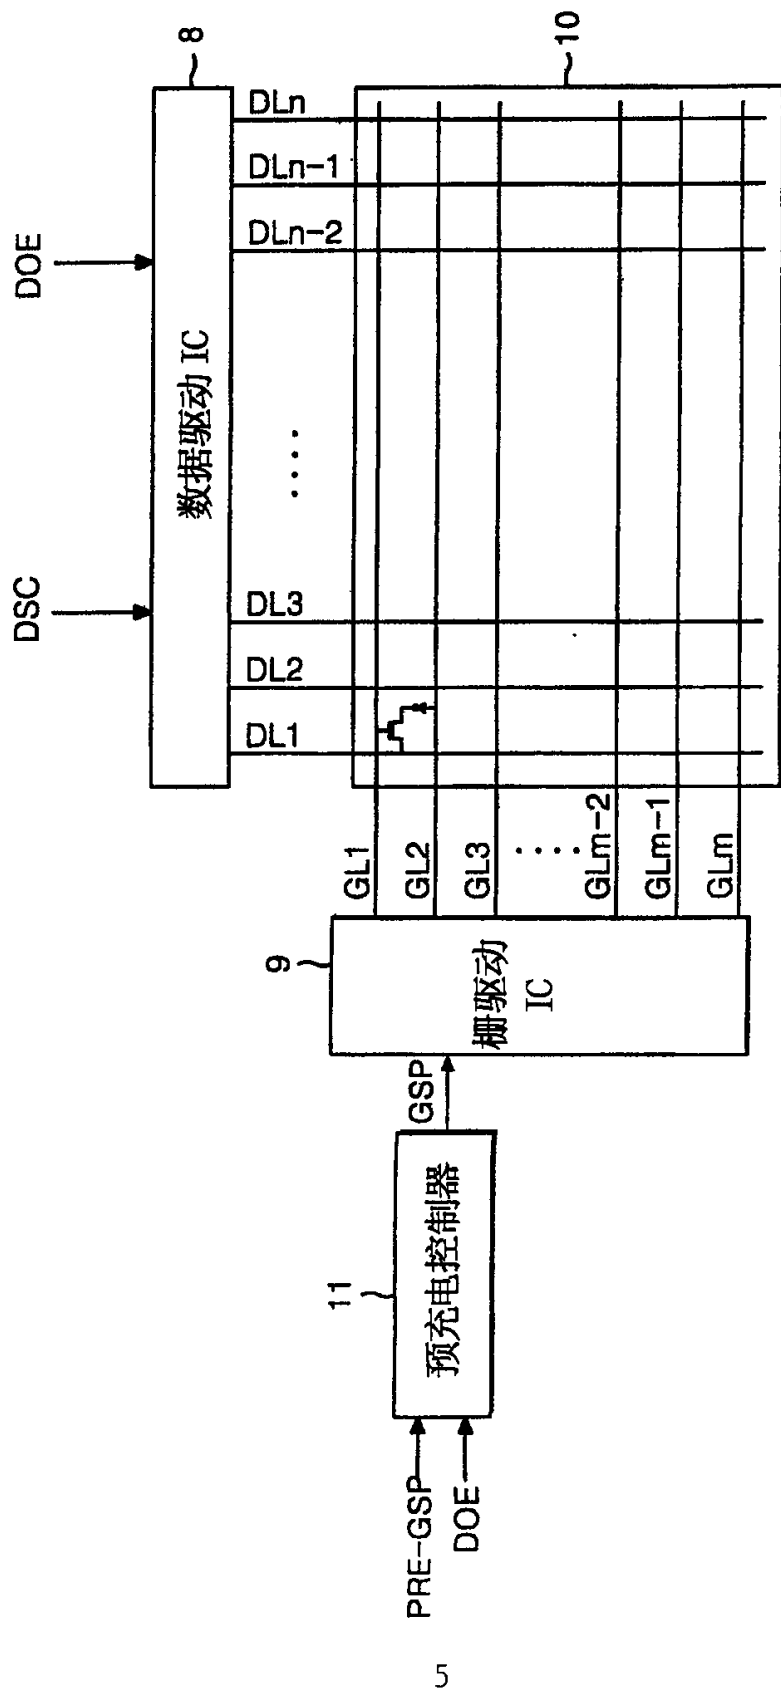 DSC
DOE
8
数据驱动 IC
DL1
DL2
DL3
....
DLn-2
DLn-1
DLn
10
9
GL1
GL2
GL3
....
GLm-2
GLm-1
GLm
栅驱动
IC
GSP
11
预充电控制器
PRE-GSP
DOE
5